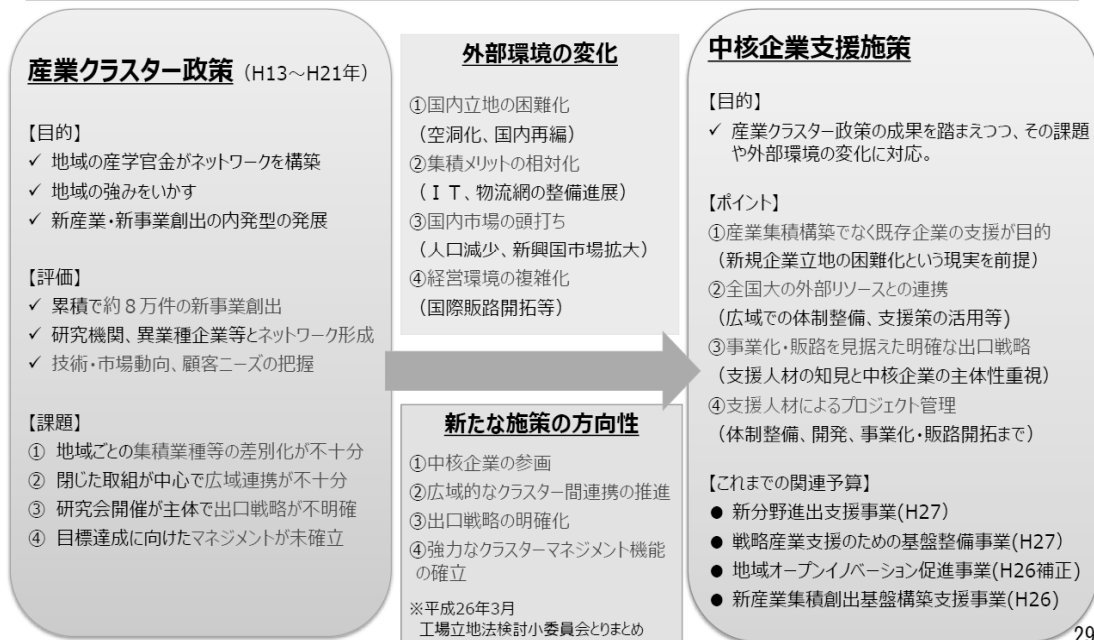 産業クラスター政策（H13～H21年）
【目的】
✓ 地域の産学官金がネットワークを構築
✓ 地域の強みをいかす
✓ 新産業・新事業創出の内発型の発展
【評価】
✓ 累積で約８万件の新事業創出
✓ 研究機関、異業種企業等とネットワーク形成
✓ 技術・市場動向、顧客ニーズの把握
【課題】
① 地域ごとの集積業種等の差別化が不十分
② 閉じた取組が中心で広域連携が不十分
③ 研究会開催が主体で出口戦略が不明確
④ 目標達成に向けたマネジメントが未確立
外部環境の変化
①国内立地の困難化
（空洞化、国内再編）
②集積メリットの相対化
（ＩＴ、物流網の整備進展）
③国内市場の頭打ち
（人口減少、新興国市場拡大）
④経営環境の複雑化
（国際販路開拓等）
新たな施策の方向性
①中核企業の参画
②広域的なクラスター間連携の推進
③出口戦略の明確化
④強力なクラスターマネジメント機能
の確立
※平成26年3月
工場立地法検討小委員会とりまとめ
中核企業支援施策
【目的】
✓ 産業クラスター政策の成果を踏まえつつ、その課題
や外部環境の変化に対応。
【ポイント】
①産業集積構築でなく既存企業の支援が目的
（新規企業立地の困難化という現実を前提）
②全国大の外部リソースとの連携
（広域での体制整備、支援策の活用等)
③事業化・販路を見据えた明確な出口戦略
（支援人材の知見と中核企業の主体性重視）
④支援人材によるプロジェクト管理
（体制整備、開発、事業化・販路開拓まで）
【これまでの関連予算】
● 新分野進出支援事業(H27)
● 戦略産業支援のための基盤整備事業(H27)
● 地域オープンイノベーション促進事業(H26補正)
● 新産業集積創出基盤構築支援事業(H26)
29